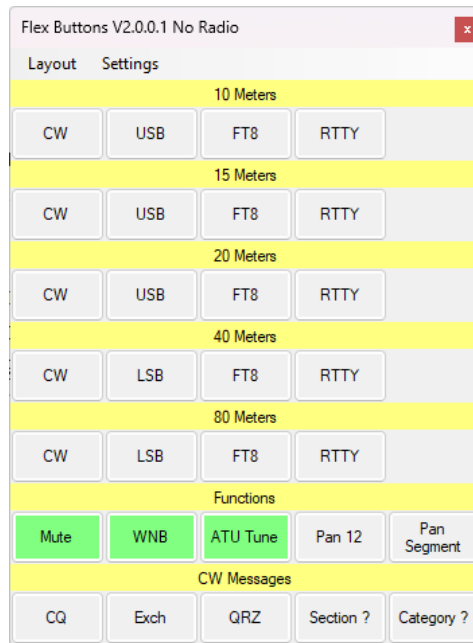 Flex Buttons V2.0.0.1 No Radio x
Layout Settings
10 Meters
CW USB FT8 RTTY
15 Meters
CW USB FT8 RTTY
20 Meters
CW USB FT8 RTTY
40 Meters
CW LSB FT8 RTTY
80 Meters
CW LSB FT8 RTTY
Functions
Mute WNB ATU Tune Pan 12 Pan
Segment
CW Messages
CQ Exch QRZ Section ? Category ?